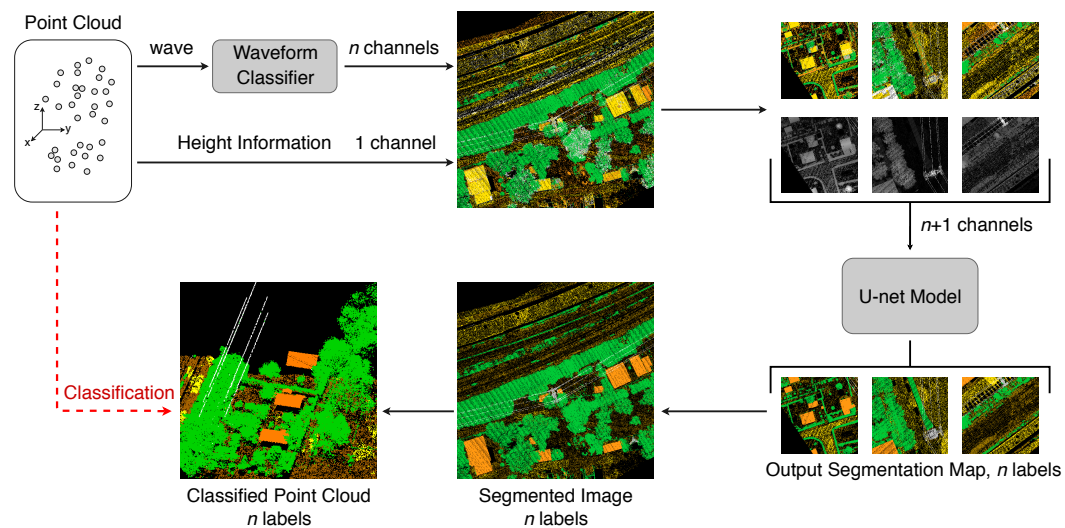 Point Cloud
z
y
x
wave
Waveform
Classifier
n channels
Height Information
1 channel
n+1 channels
U-net Model
Output Segmentation Map, n labels
Segmented Image
n labels
Classified Point Cloud
n labels
Classification